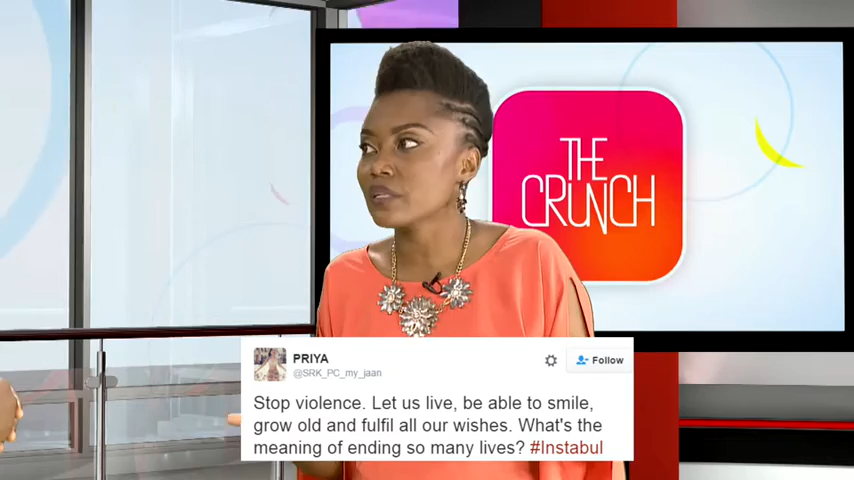 THE
CRUNCH
PRIYA
@SRK_PC_my_jaan
Follow
Stop violence. Let us live, be able to smile,
grow old and fulfil all our wishes. What's the
meaning of ending so many lives? #Instabul